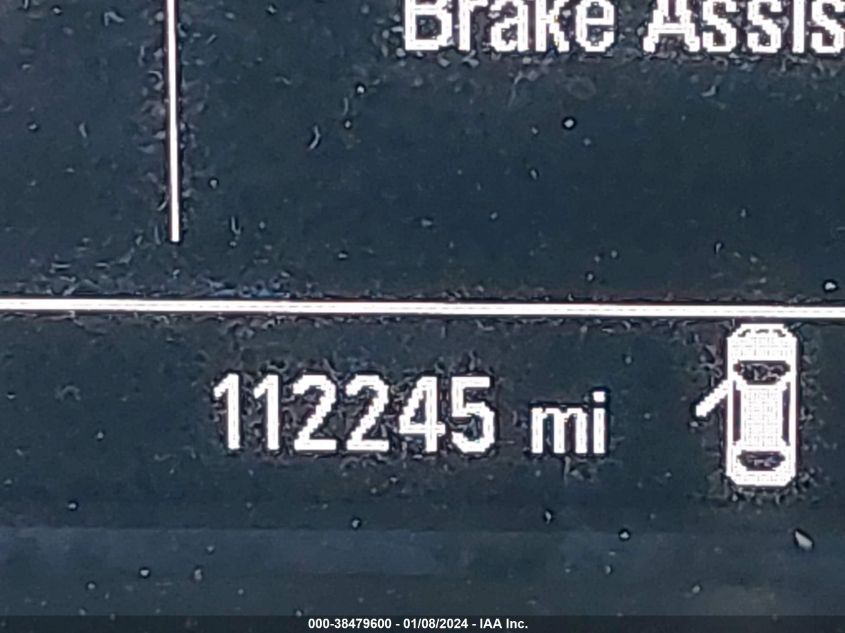 Brake Assis
112245 mi
000-38479600 - 01/08/2024 - IAA Inc.